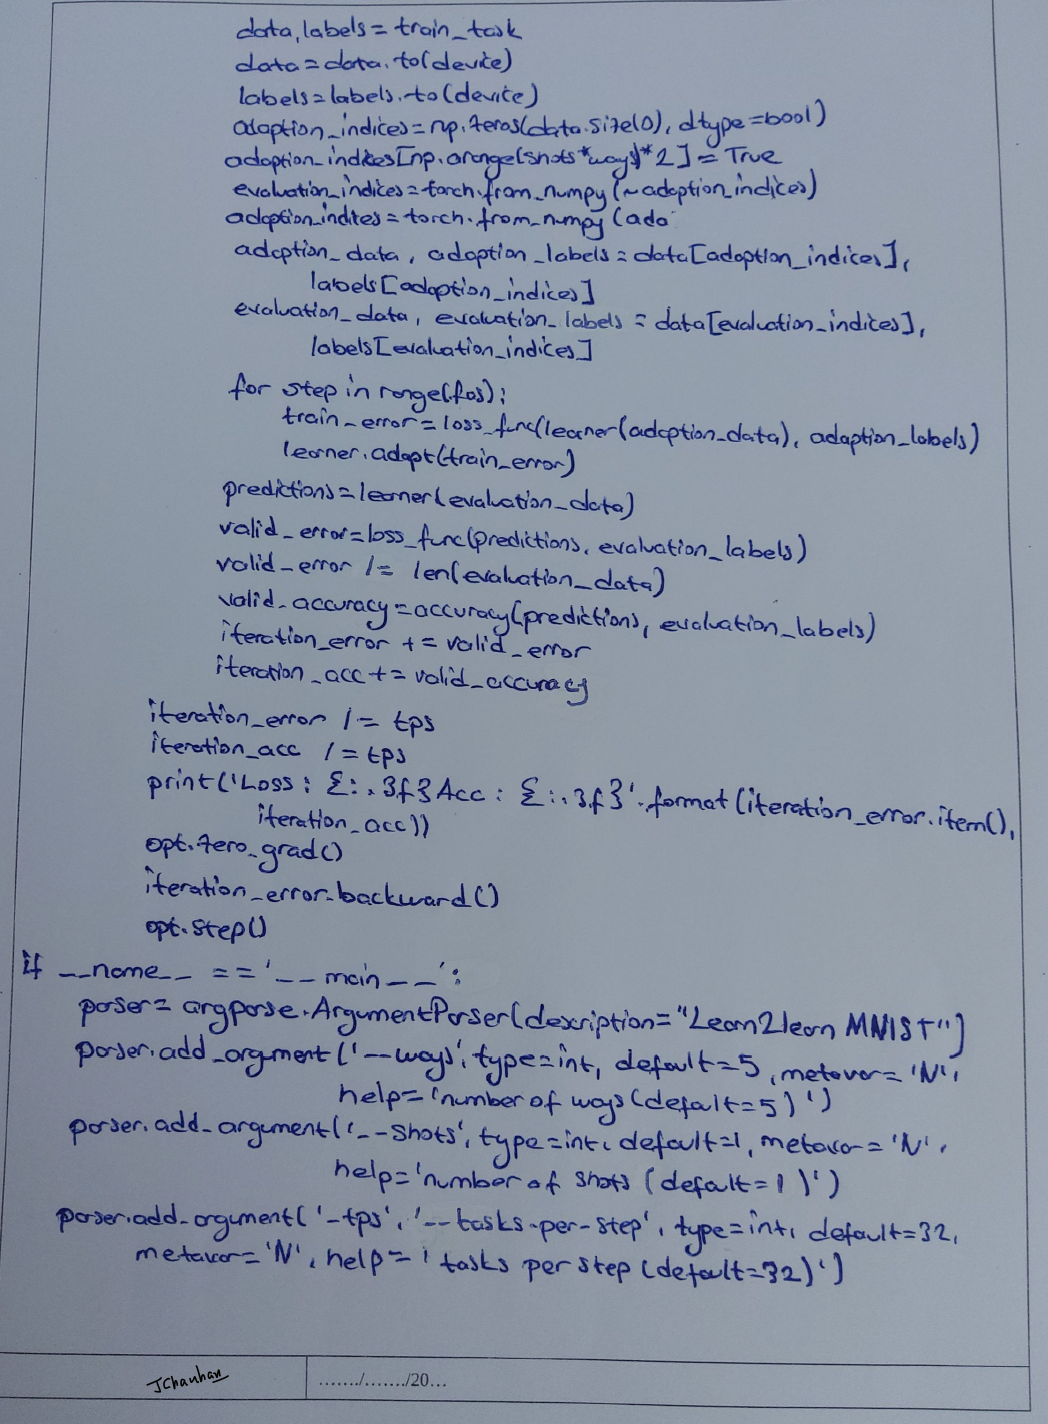 data,labels = train_task
data = data.to(device)
labels = labels.to(device)
adaption_indices = np.zeros(data.size(0), dtype=bool)
adaption_indices[np.arange(shots*ways)*2] = True
evaluation_indices = torch.from_numpy(~adaption_indices)
adaption_indices = torch.from_numpy(ada
adaption_data, adaption_labels = data[adaption_indices],
labels[adaption_indices]
evaluation_data, evaluation_labels = data[evaluation_indices],
labels[evaluation_indices]
for step in range(fas):
train_error = loss_func(learner(adaption_data), adaption_labels)
learner.adapt(train_error)
predictions = learner(evaluation_data)
valid_error = loss_func(predictions, evaluation_labels)
valid_error /= len(evaluation_data)
valid_accuracy = accuracy(predictions, evaluation_labels)
iteration_error += valid_error
iteration_acc += valid_accuracy
iteration_error /= tps
iteration_acc /= tps
print('Loss : {:.3f} Acc : {:.3f}'.format(iteration_error.item(),
iteration_acc))
opt.zero_grad()
iteration_error.backward()
opt.step()
if __name__ == '__main__':
parser = argparse.ArgumentParser(description="Learn2learn MNIST")
parser.add_argument('--ways', type=int, default=5, metavar='N',
help='number of ways (defalt=5)')
parser.add_argument('--shots', type=int, default=1, metavar='N',
help='number of shots (defalt=1)')
parser.add_argument('-tps', '--tasks-per-step', type=int, default=32,
metavar='N', help='tasks per step (defalt=32)')
JChauhan
......./......./20...